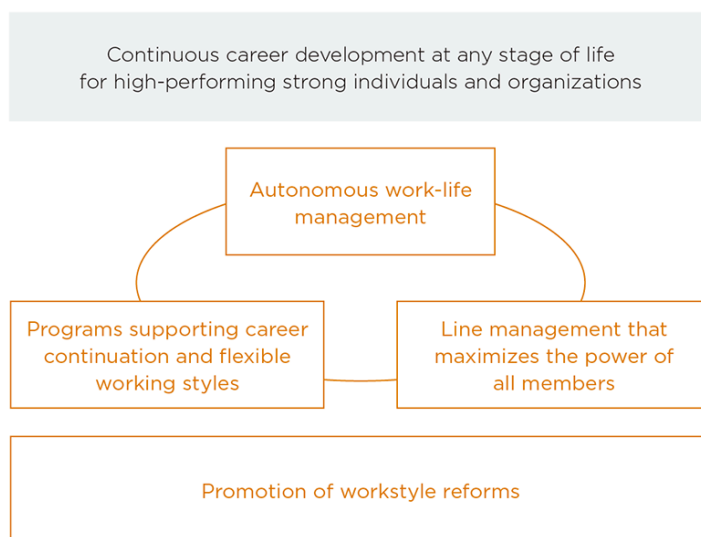 Continuous career development at any stage of life
for high-performing strong individuals and organizations
Autonomous work-life
management
Programs supporting career
continuation and flexible
working styles
Line management that
maximizes the power of
all members
Promotion of workstyle reforms